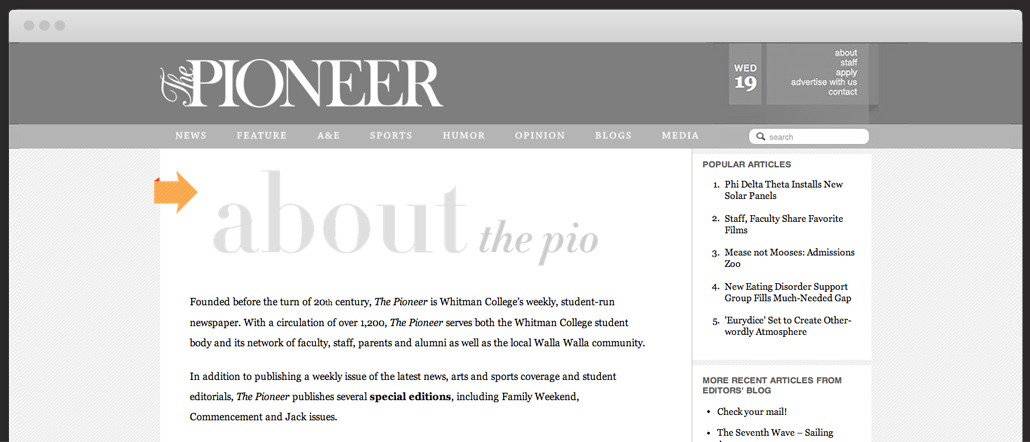 The PIONEER
WED
19
about
staff
apply
advertise with us
contact
NEWS FEATURE A&E SPORTS HUMOR OPINION BLOGS MEDIA
search
about the pio
Founded before the turn of 20th century, The Pioneer is Whitman College's weekly, student-run
newspaper. With a circulation of over 1,200, The Pioneer serves both the Whitman College student
body and its network of faculty, staff, parents and alumni as well as the local Walla Walla community.
In addition to publishing a weekly issue of the latest news, arts and sports coverage and student
editorials, The Pioneer publishes several special editions, including Family Weekend,
Commencement and Jack issues.
POPULAR ARTICLES
1. Phi Delta Theta Installs New
Solar Panels
2. Staff, Faculty Share Favorite
Films
3. Mease not Mooses: Admissions
Zoo
4. New Eating Disorder Support
Group Fills Much-Needed Gap
5. 'Eurydice' Set to Create Other-
wordly Atmosphere
MORE RECENT ARTICLES FROM
EDITORS' BLOG
• Check your mail!
• The Seventh Wave – Sailing